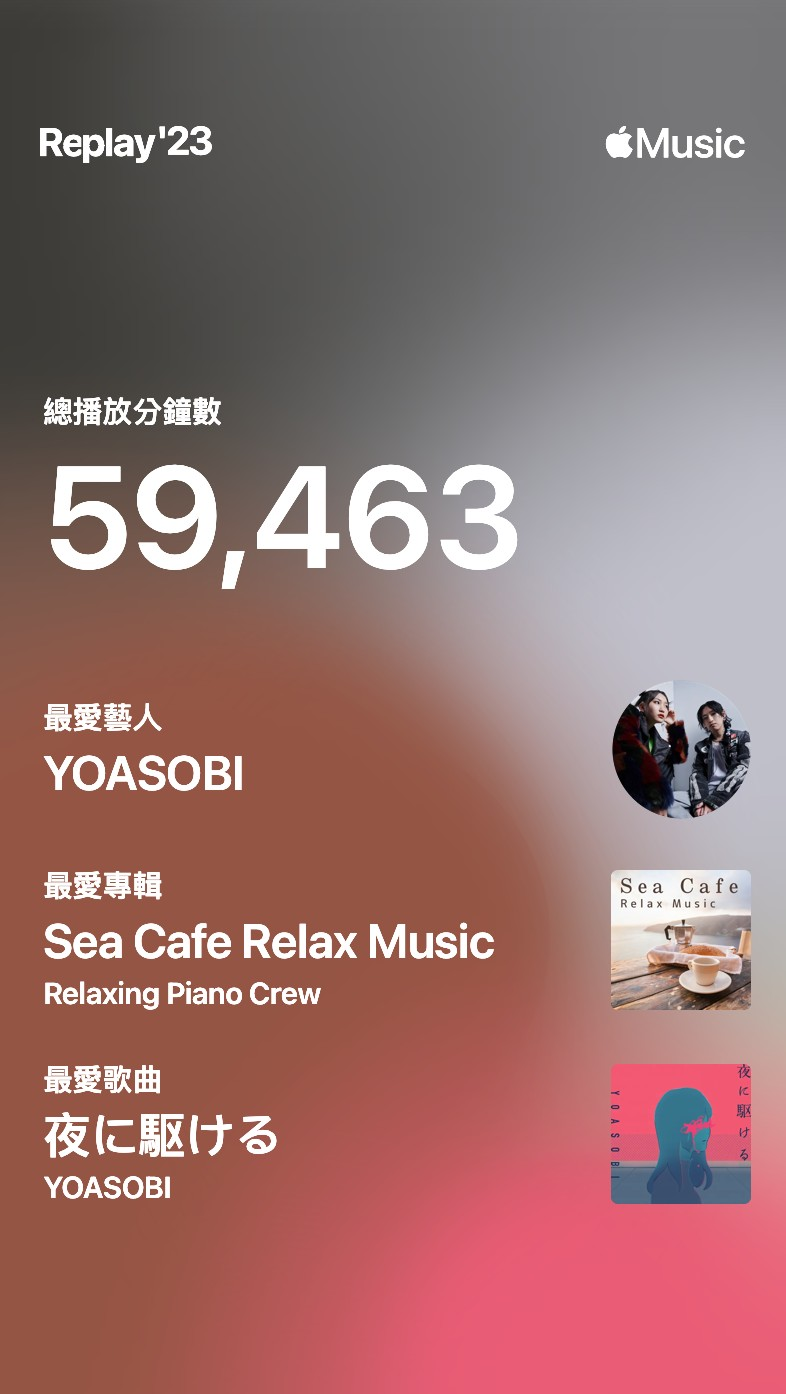 Replay'23
Music
總播放分鐘數
59,463
最愛藝人
YOASOBI
最愛專輯
Sea Cafe Relax Music
Relaxing Piano Crew
Sea Cafe
Relax Music
最愛歌曲
夜に駆ける
YOASOBI
YOASOBI
夜に駆ける